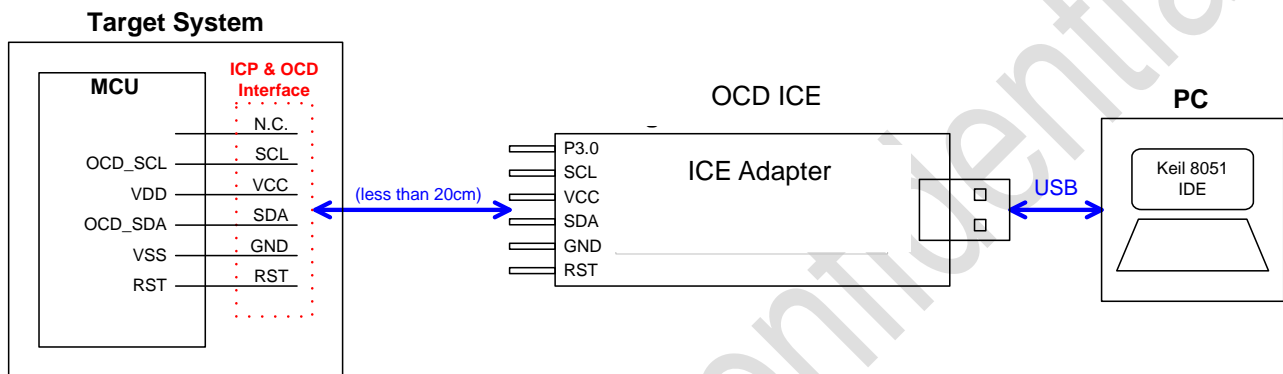 Target System
MCU
ICP & OCD
Interface
N.C.
OCD_SCL
SCL
VDD
VCC
OCD_SDA
SDA
VSS
GND
RST
RST
(less than 20cm)
OCD ICE
P3.0
SCL
VCC
SDA
GND
RST
ICE Adapter
USB
PC
Keil 8051
IDE